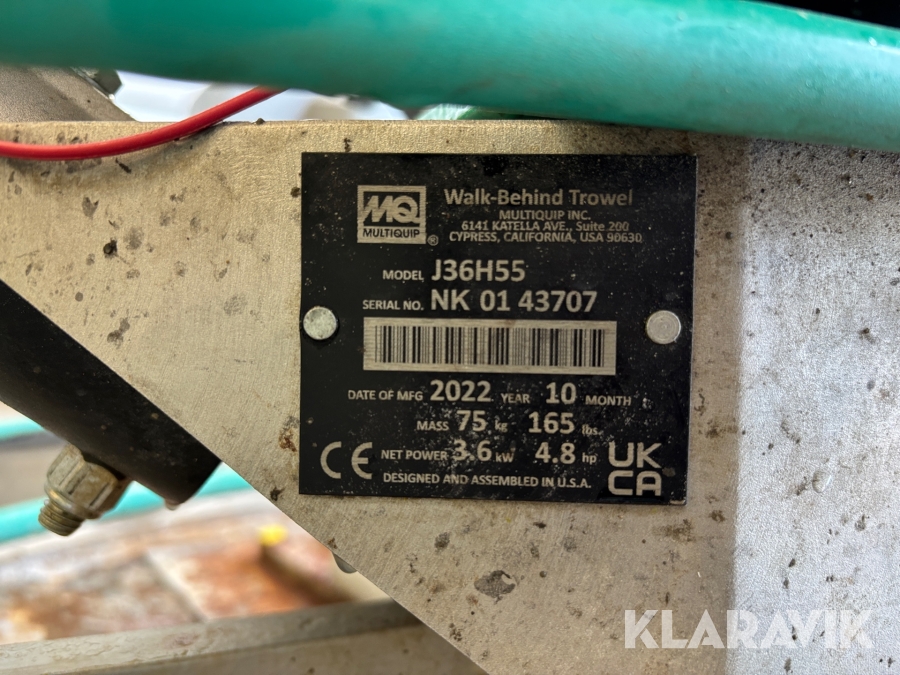 MQ
MULTIQUIP
®
Walk-Behind Trowel
MULTIQUIP INC.
6141 KATELLA AVE., Suite 200
CYPRESS, CALIFORNIA, USA 90630
MODEL J36H55
SERIAL NO. NK 01 43707
DATE OF MFG 2022 YEAR 10 MONTH
MASS 75 kg 165 lbs.
NET POWER 3.6 kw 4.8 hp
CE
UK
CA
DESIGNED AND ASSEMBLED IN U.S.A.
KLARAVIK